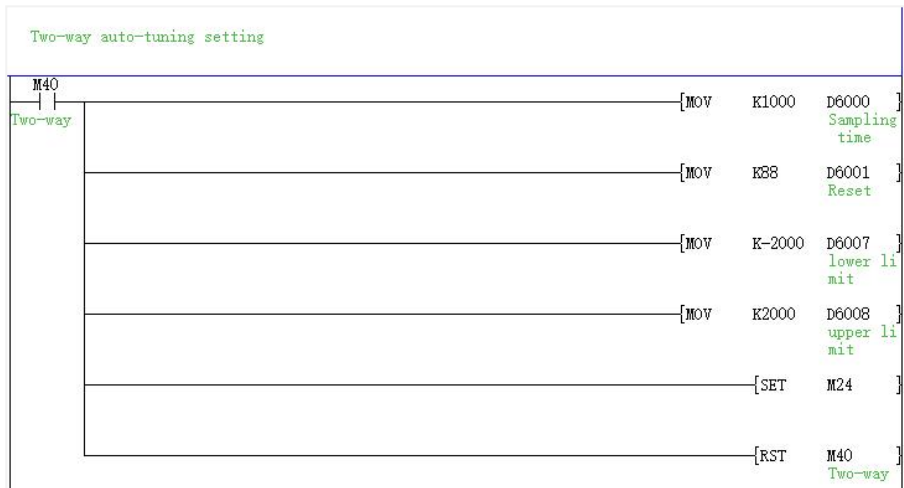 Two-way auto-tuning setting
M40
Two-way
MOV K1000 D6000
Sampling
time
MOV K88 D6001
Reset
MOV K-2000 D6007
lower li
mit
MOV K2000 D6008
upper li
mit
SET M24
RST M40
Two-way